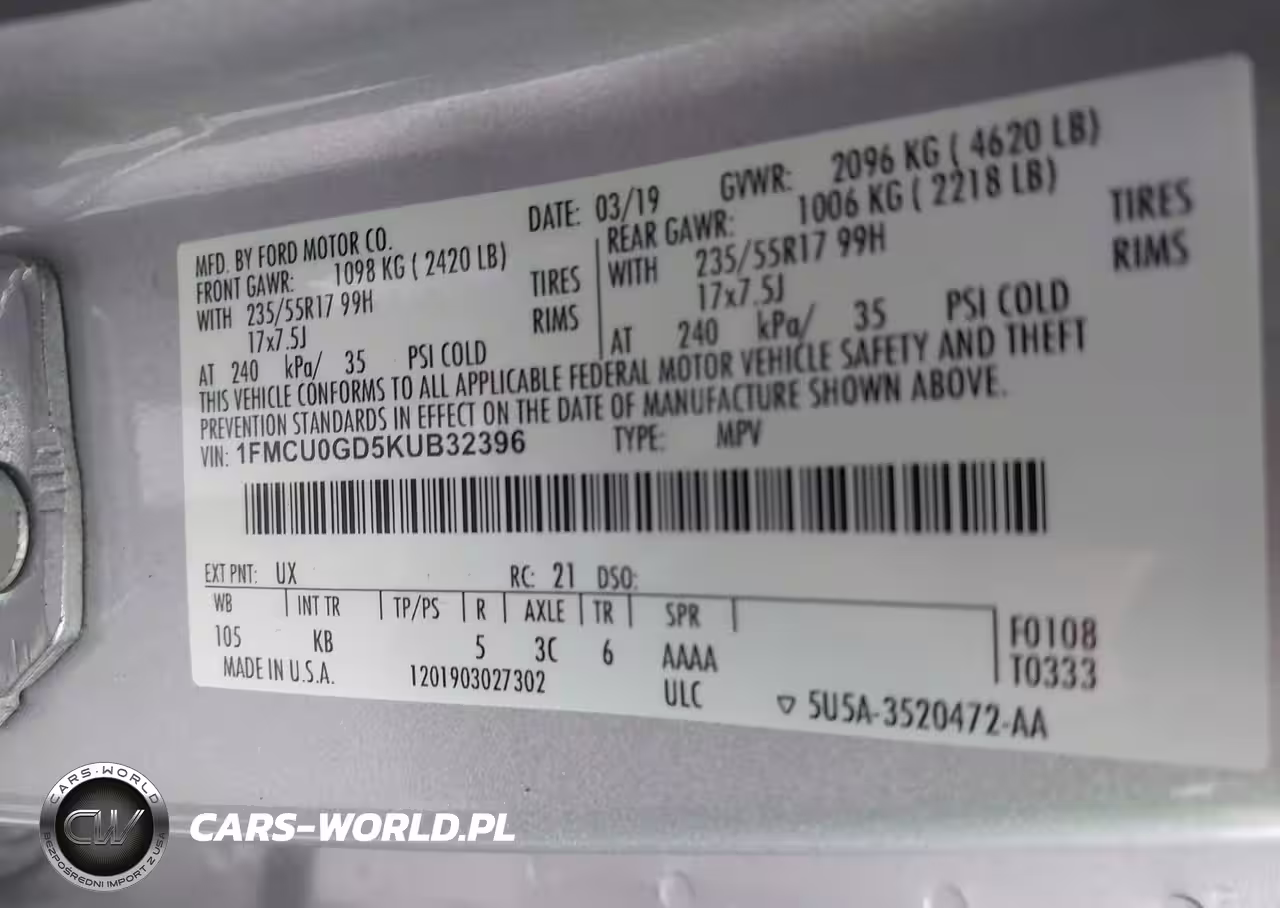 MFD. BY FORD MOTOR CO. DATE: 03/19 GVWR: 2096 KG ( 4620 LB)
FRONT GAWR: 1098 KG ( 2420 LB) REAR GAWR: 1006 KG ( 2218 LB)
WITH 235/55R17 99H TIRES WITH 235/55R17 99H TIRES
17x7.5J RIMS 17x7.5J RIMS
AT 240 kPa/ 35 PSI COLD AT 240 kPa/ 35 PSI COLD
THIS VEHICLE CONFORMS TO ALL APPLICABLE FEDERAL MOTOR VEHICLE SAFETY AND THEFT
PREVENTION STANDARDS IN EFFECT ON THE DATE OF MANUFACTURE SHOWN ABOVE.
VIN: 1FMCU0GD5KUB32396 TYPE: MPV
EXT PNT: UX RC: 21 DSO:
WB INT TR TP/PS R AXLE TR SPR
105 KB 5 3C 6 AAAA F0108
T0333
MADE IN U.S.A. 1201903027302 ULC 5U5A-3520472-AA
CARS-WORLD
CW
BEZPOŚREDNI IMPORT Z USA
CARS-WORLD.PL